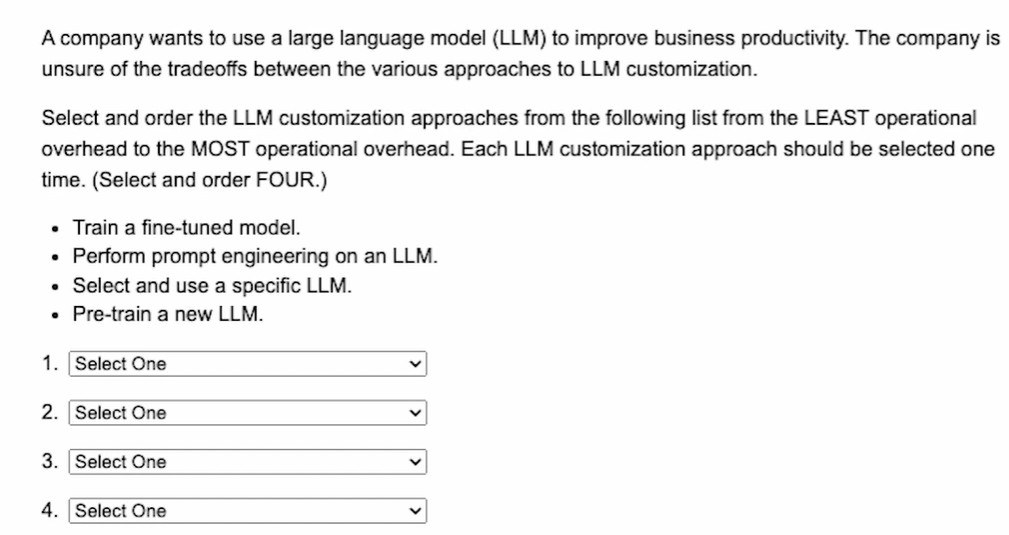 A company wants to use a large language model (LLM) to improve business productivity. The company is
unsure of the tradeoffs between the various approaches to LLM customization.
Select and order the LLM customization approaches from the following list from the LEAST operational
overhead to the MOST operational overhead. Each LLM customization approach should be selected one
time. (Select and order FOUR.)
• Train a fine-tuned model.
• Perform prompt engineering on an LLM.
• Select and use a specific LLM.
• Pre-train a new LLM.
1. Select One
2. Select One
3. Select One
4. Select One